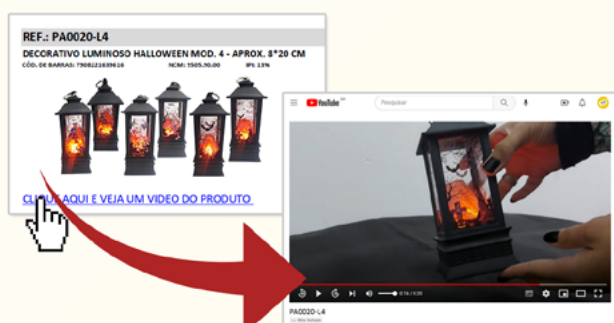 REF.: PA0020-L4
DECORATIVO LUMINOSO HALLOWEEN MOD. 4 - APROX. 8*20 CM
CÓD. DE BARRAS: 7908221639616 NCM: 9505.90.00 IPI: 13%
CLIQUE AQUI E VEJA UM VIDEO DO PRODUTO
YouTube
Pesquisar
PA0020-L4